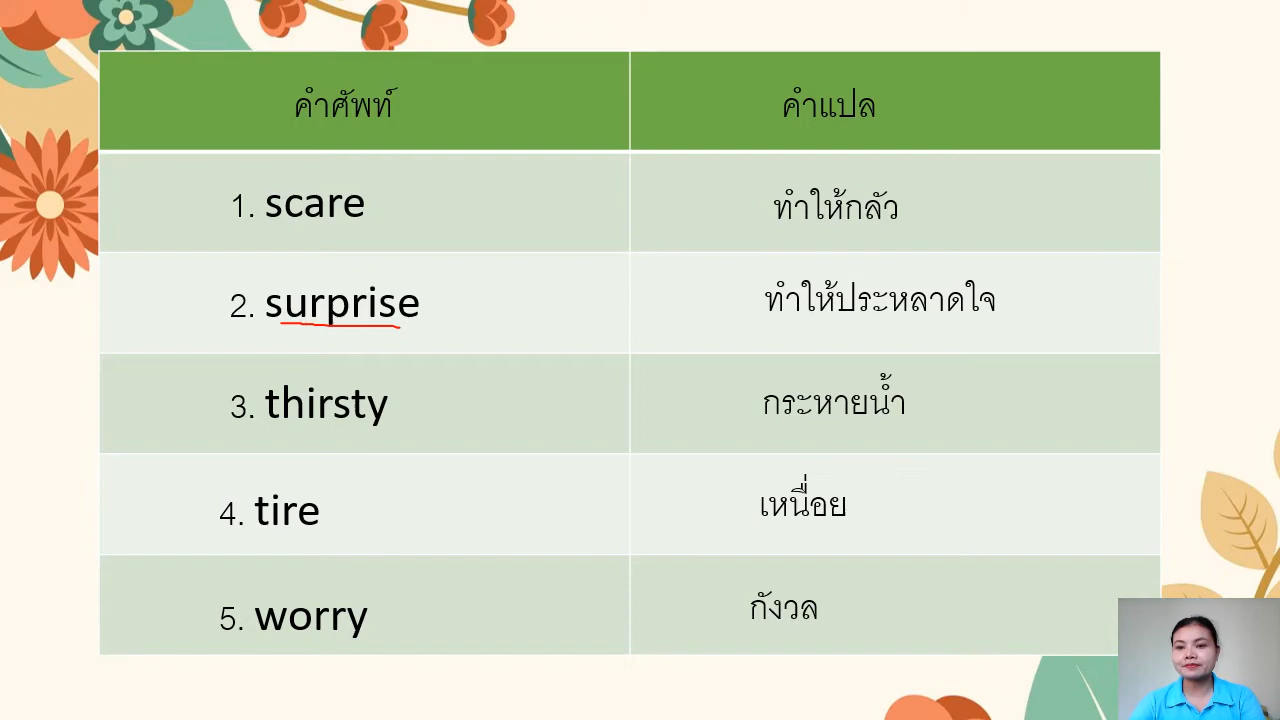 คำศัพท์ คำแปล
1. scare ทำให้กลัว
2. surprise ทำให้ประหลาดใจ
3. thirsty กระหายน้ำ
4. tire เหนื่อย
5. worry กังวล